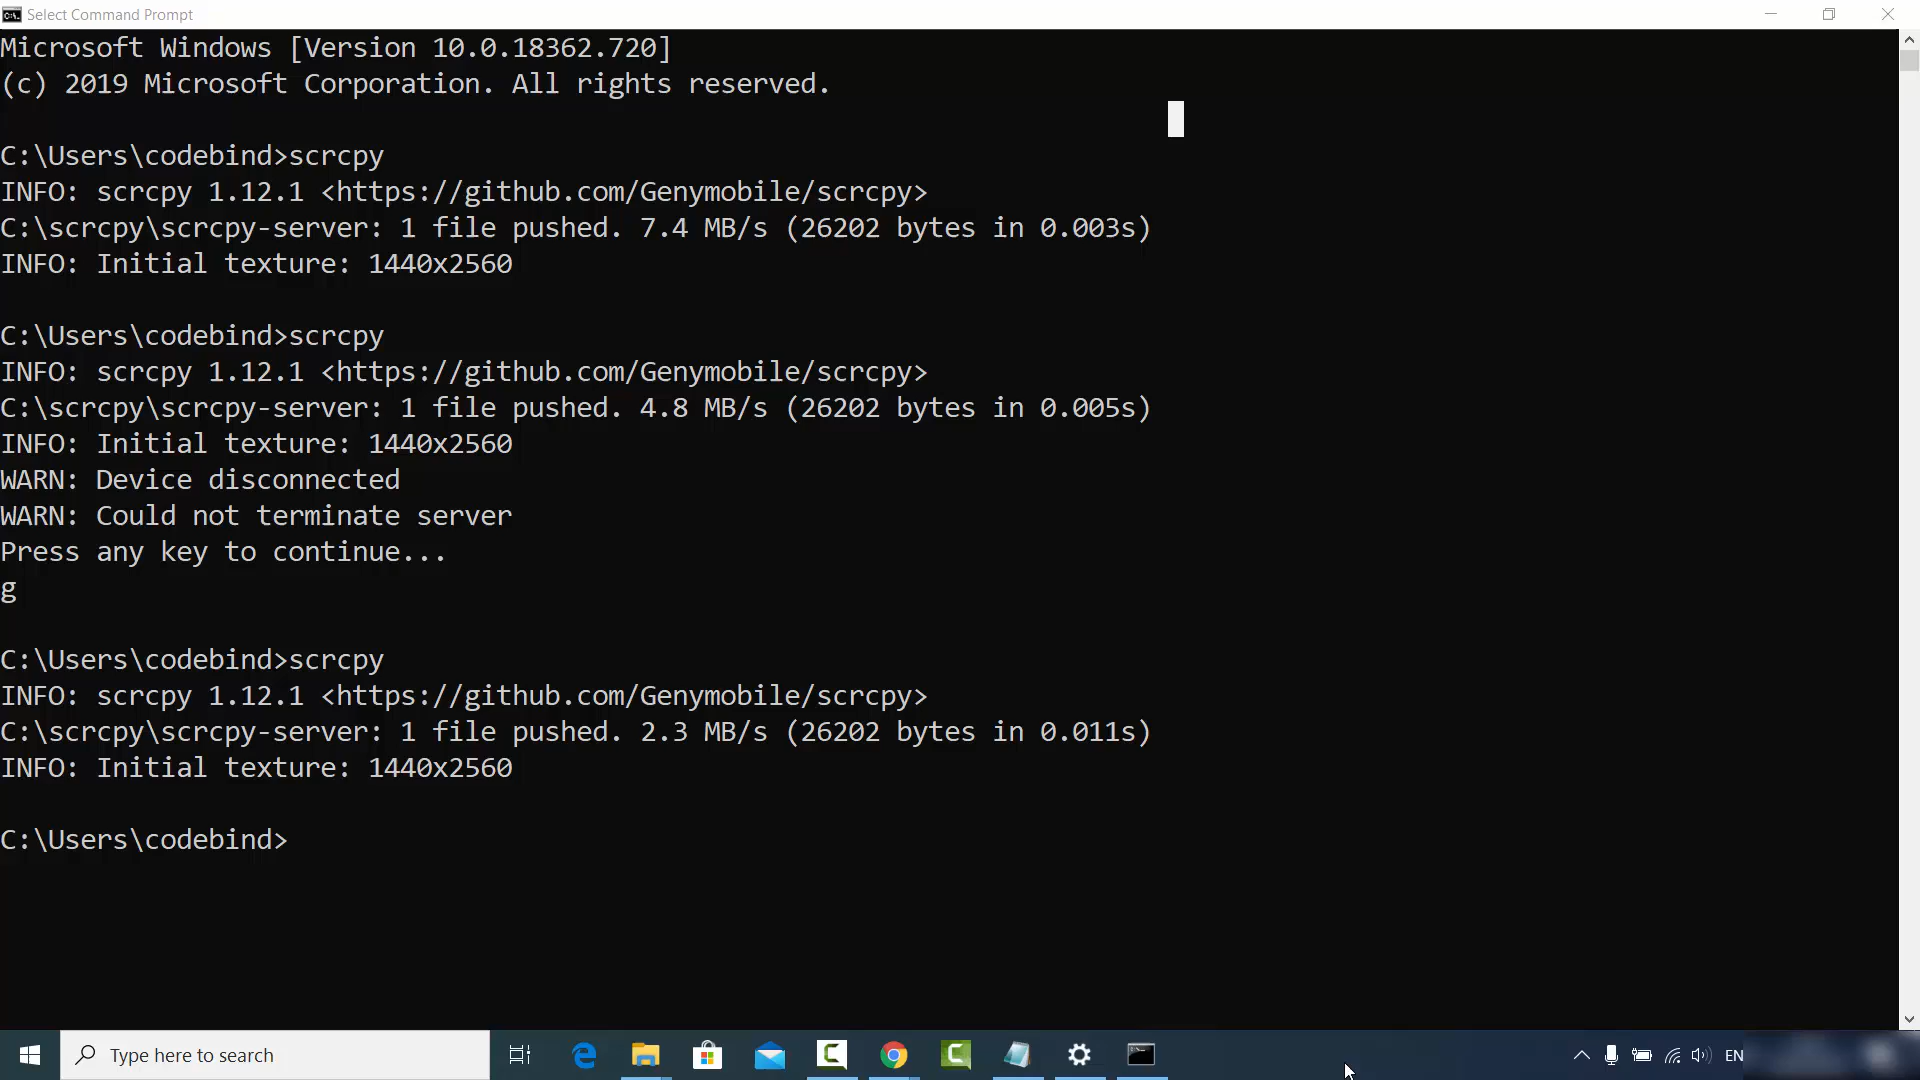 Select Command Prompt
Microsoft Windows [Version 10.0.18362.720]
(c) 2019 Microsoft Corporation. All rights reserved.
C:\Users\codebind>scrcpy
INFO: scrcpy 1.12.1 <https://github.com/Genymobile/scrcpy>
C:\scrcpy\scrcpy-server: 1 file pushed. 7.4 MB/s (26202 bytes in 0.003s)
INFO: Initial texture: 1440x2560
C:\Users\codebind>scrcpy
INFO: scrcpy 1.12.1 <https://github.com/Genymobile/scrcpy>
C:\scrcpy\scrcpy-server: 1 file pushed. 4.8 MB/s (26202 bytes in 0.005s)
INFO: Initial texture: 1440x2560
WARN: Device disconnected
WARN: Could not terminate server
Press any key to continue...
g
C:\Users\codebind>scrcpy
INFO: scrcpy 1.12.1 <https://github.com/Genymobile/scrcpy>
C:\scrcpy\scrcpy-server: 1 file pushed. 2.3 MB/s (26202 bytes in 0.011s)
INFO: Initial texture: 1440x2560
C:\Users\codebind>
Type here to search
EN